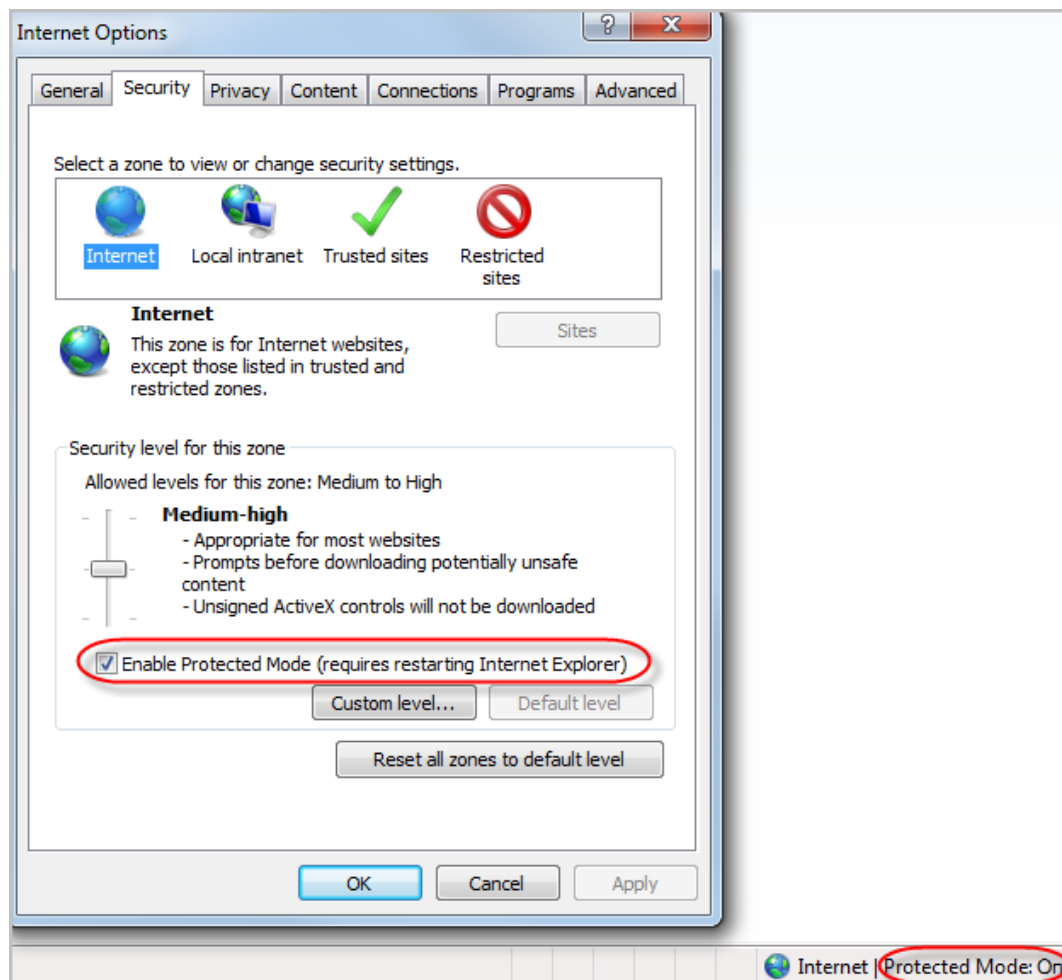 Internet Options
?
X
General Security Privacy Content Connections Programs Advanced
Select a zone to view or change security settings.
Internet Local intranet Trusted sites Restricted
sites
Internet
Sites
This zone is for Internet websites,
except those listed in trusted and
restricted zones.
Security level for this zone
Allowed levels for this zone: Medium to High
Medium-high
- Appropriate for most websites
- Prompts before downloading potentially unsafe
content
- Unsigned ActiveX controls will not be downloaded
Enable Protected Mode (requires restarting Internet Explorer)
Custom level... Default level
Reset all zones to default level
OK Cancel Apply
Internet | Protected Mode: On